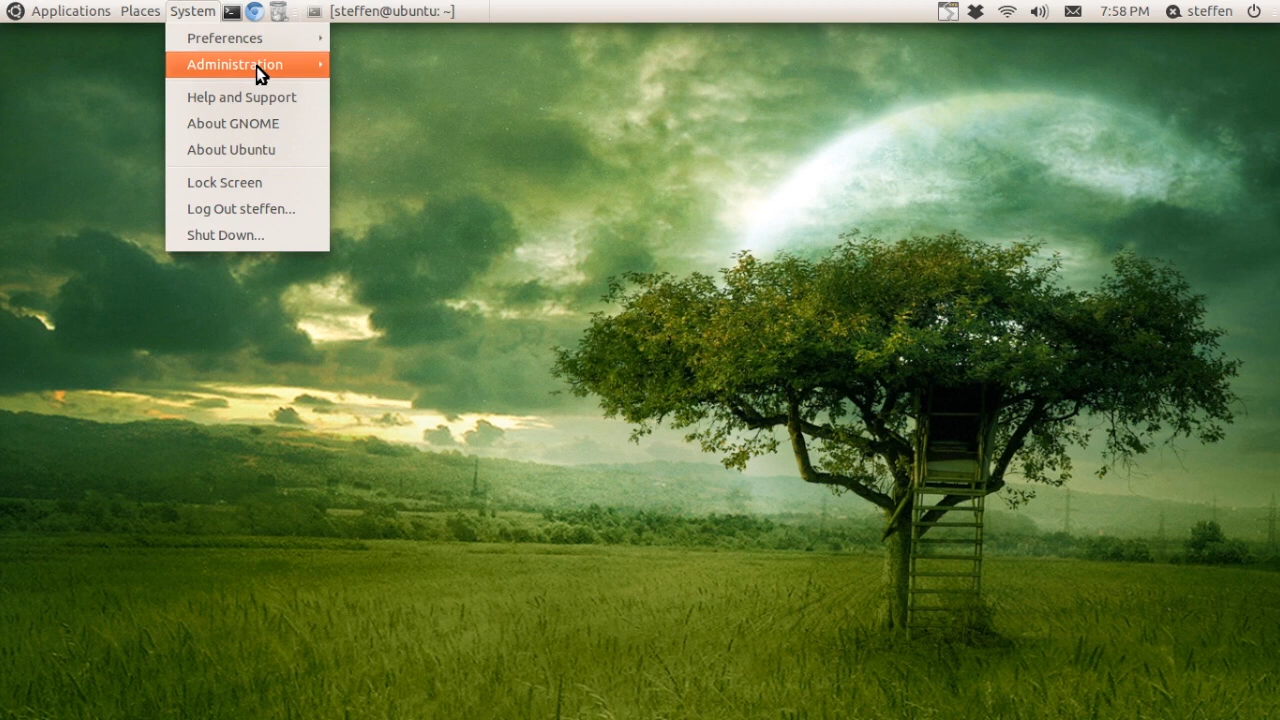 Applications Places System [steffen@ubuntu: ~] 7:58 PM steffen
Preferences
Administration
Help and Support
About GNOME
About Ubuntu
Lock Screen
Log Out steffen...
Shut Down...